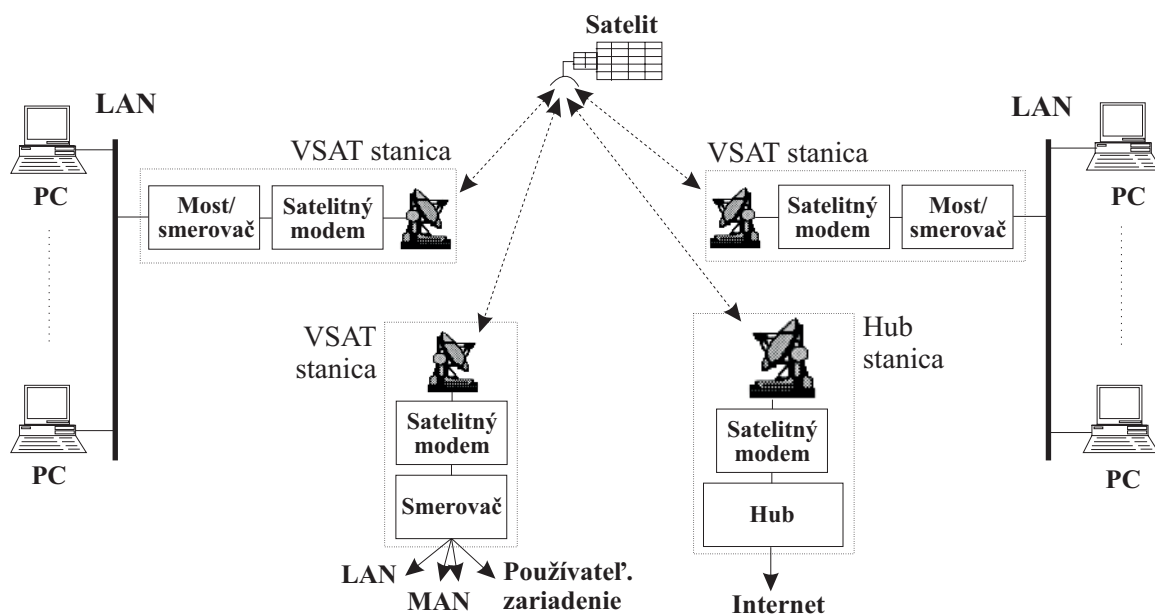 Satelit
LAN
LAN
VSAT stanica
VSAT stanica
PC
PC
Most/
smerovač
Satelitný
modem
Satelitný
modem
Most/
smerovač
VSAT
stanica
Hub
stanica
Satelitný
modem
Satelitný
modem
Smerovač
Hub
PC
PC
LAN
MAN
Používateľ.
zariadenie
Internet